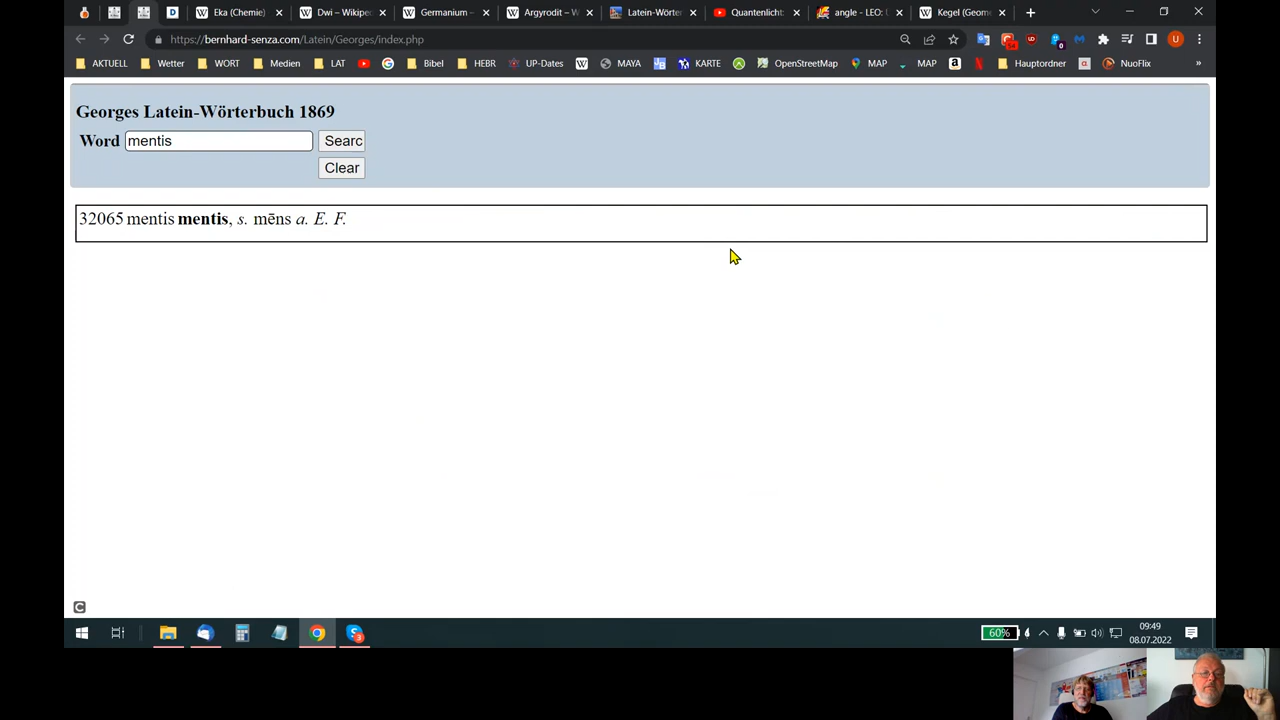 Eka (Chemie)
Dwi – Wikipe
Germanium –
Argyrodit – W
Latein-Wörter
Quantenlicht
angle - LEO: Ü
Kegel (Geome
https://bernhard-senza.com/Latein/Georges/index.php
AKTUELL
Wetter
WORT
Medien
LAT
Bibel
HEBR
UP-Dates
MAYA
KARTE
OpenStreetMap
MAP
MAP
Hauptordner
NuoFlix
»
Georges Latein-Wörterbuch 1869
Word mentis Searc
Clear
32065 mentis mentis, s. mēns a. E. F.
60%
09:49
08.07.2022